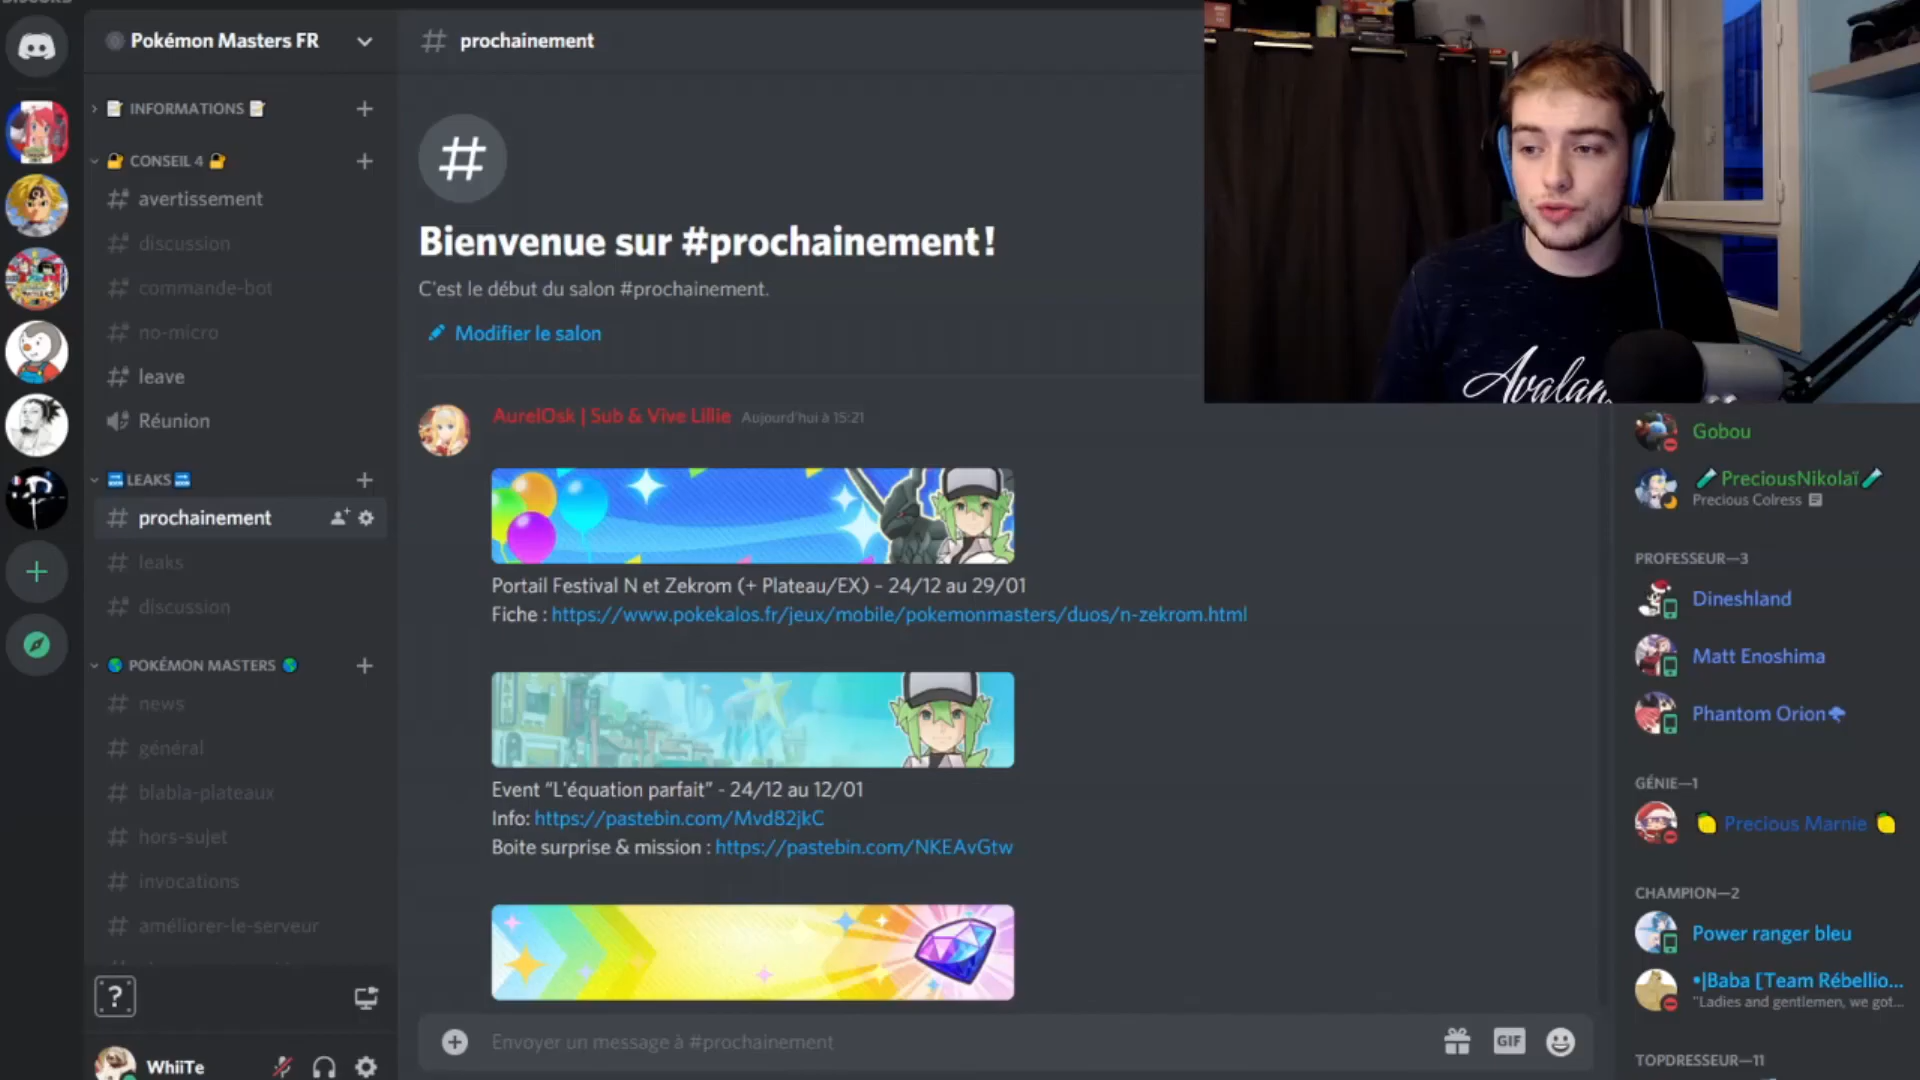 Pokémon Masters FR
prochainement
INFORMATIONS
CONSEIL 4
avertissement
discussion
commande-bot
no-micro
leave
Réunion
LEAKS
prochainement
leaks
discussion
POKÉMON MASTERS
news
général
blabla-plateaux
hors-sujet
invocations
améliorer-le-serveur
WhiiTe
Bienvenue sur #prochainement !
C'est le début du salon #prochainement.
Modifier le salon
AurelOsk | Sub & Vive Lillie Aujourd'hui à 15:21
Portail Festival N et Zekrom (+ Plateau/EX) - 24/12 au 29/01
Fiche : https://www.pokekalos.fr/jeux/mobile/pokemonmasters/duos/n-zekrom.html
Event “L'équation parfait” - 24/12 au 12/01
Info: https://pastebin.com/Mvd82jkC
Boite surprise & mission : https://pastebin.com/NKEAvGtw
Envoyer un message à #prochainement
GIF
Gobou
PreciousNikolaï
Precious Colress
PROFESSEUR—3
Dineshland
Matt Enoshima
Phantom Orion
GÉNIE—1
Precious Marnie
CHAMPION—2
Power ranger bleu
•|Baba [Team Rébellio...
"Ladies and gentlemen, we got...
TOPDRESSEUR—11